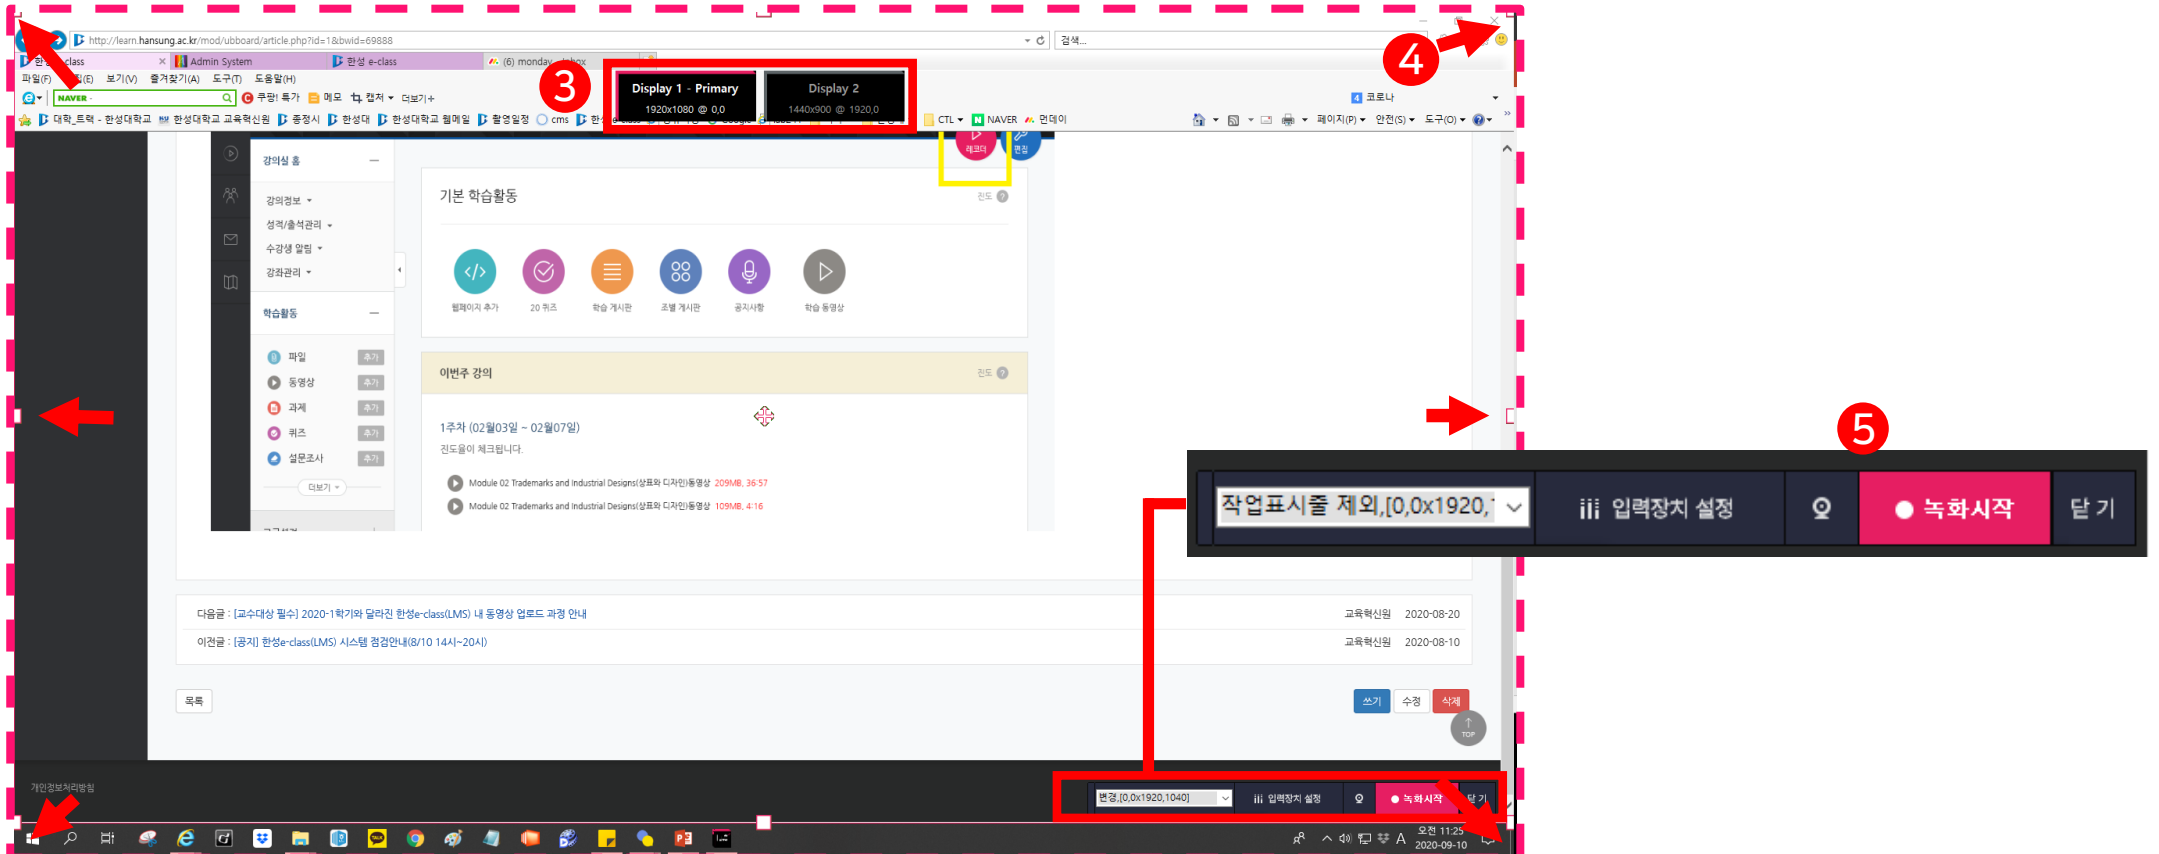 http://learn.hansung.ac.kr/mod/ubboard/article.php?id=1&bwid=69888
검색...
e-class
Admin System
한성 e-class
(6) monday
파일(F)
보기(V) 즐겨찾기(A) 도구(T) 도움말(H)
NAVER
쿠팡! 특가
메모
캡처
더보기+
4 코로나
대학_트랙 - 한성대학교
한성대학교 교육혁신원
종정시
한성대
한성대학교 웹메일
촬영일정
cms
CTL
NAVER
먼데이
페이지(P)
안전(S)
도구(O)
3
Display 1 - Primary
1920x1080 @ 0,0
Display 2
1440x900 @ 1920,0
4
레코더
편집
강의실 홈
강의정보
성적/출석관리
수강생 알림
강좌관리
학습활동
파일 추가
동영상 추가
과제 추가
퀴즈 추가
설문조사 추가
더보기
기본 학습활동
진도
웹페이지 추가
20 퀴즈
학습 게시판
조별 게시판
공지사항
학습 동영상
이번주 강의
진도
1주차 (02월03일 ~ 02월07일)
진도율이 체크됩니다.
Module 02 Trademarks and Industrial Designs(상표와 디자인)동영상 209MB, 36:57
Module 02 Trademarks and Industrial Designs(상표와 디자인)동영상 109MB, 4:16
5
작업표시줄 제외,[0,0x1920,
입력장치 설정
녹화시작
닫 기
다음글 : [교수대상 필수] 2020-1학기와 달라진 한성e-class(LMS) 내 동영상 업로드 과정 안내
교육혁신원 2020-08-20
이전글 : [공지] 한성e-class(LMS) 시스템 점검안내(8/10 14시~20시)
교육혁신원 2020-08-10
목록
쓰기
수정
삭제
TOP
개인정보처리방침
변경,[0,0x1920,1040]
입력장치 설정
녹화시작
닫 기
A
오전 11:25
2020-09-10